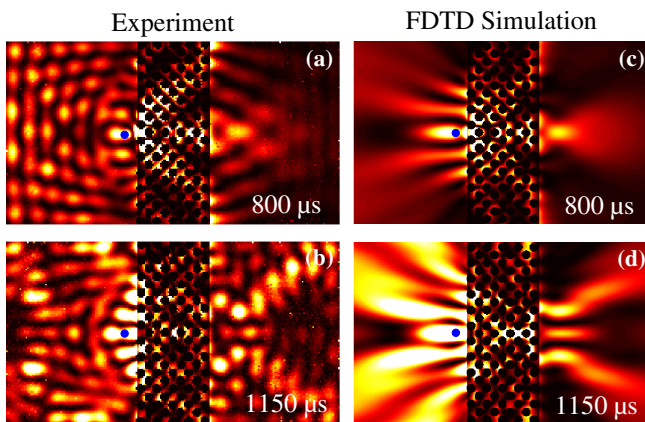 Experiment
FDTD Simulation
(a)
(c)
800 μs
800 μs
(b)
(d)
1150 μs
1150 μs